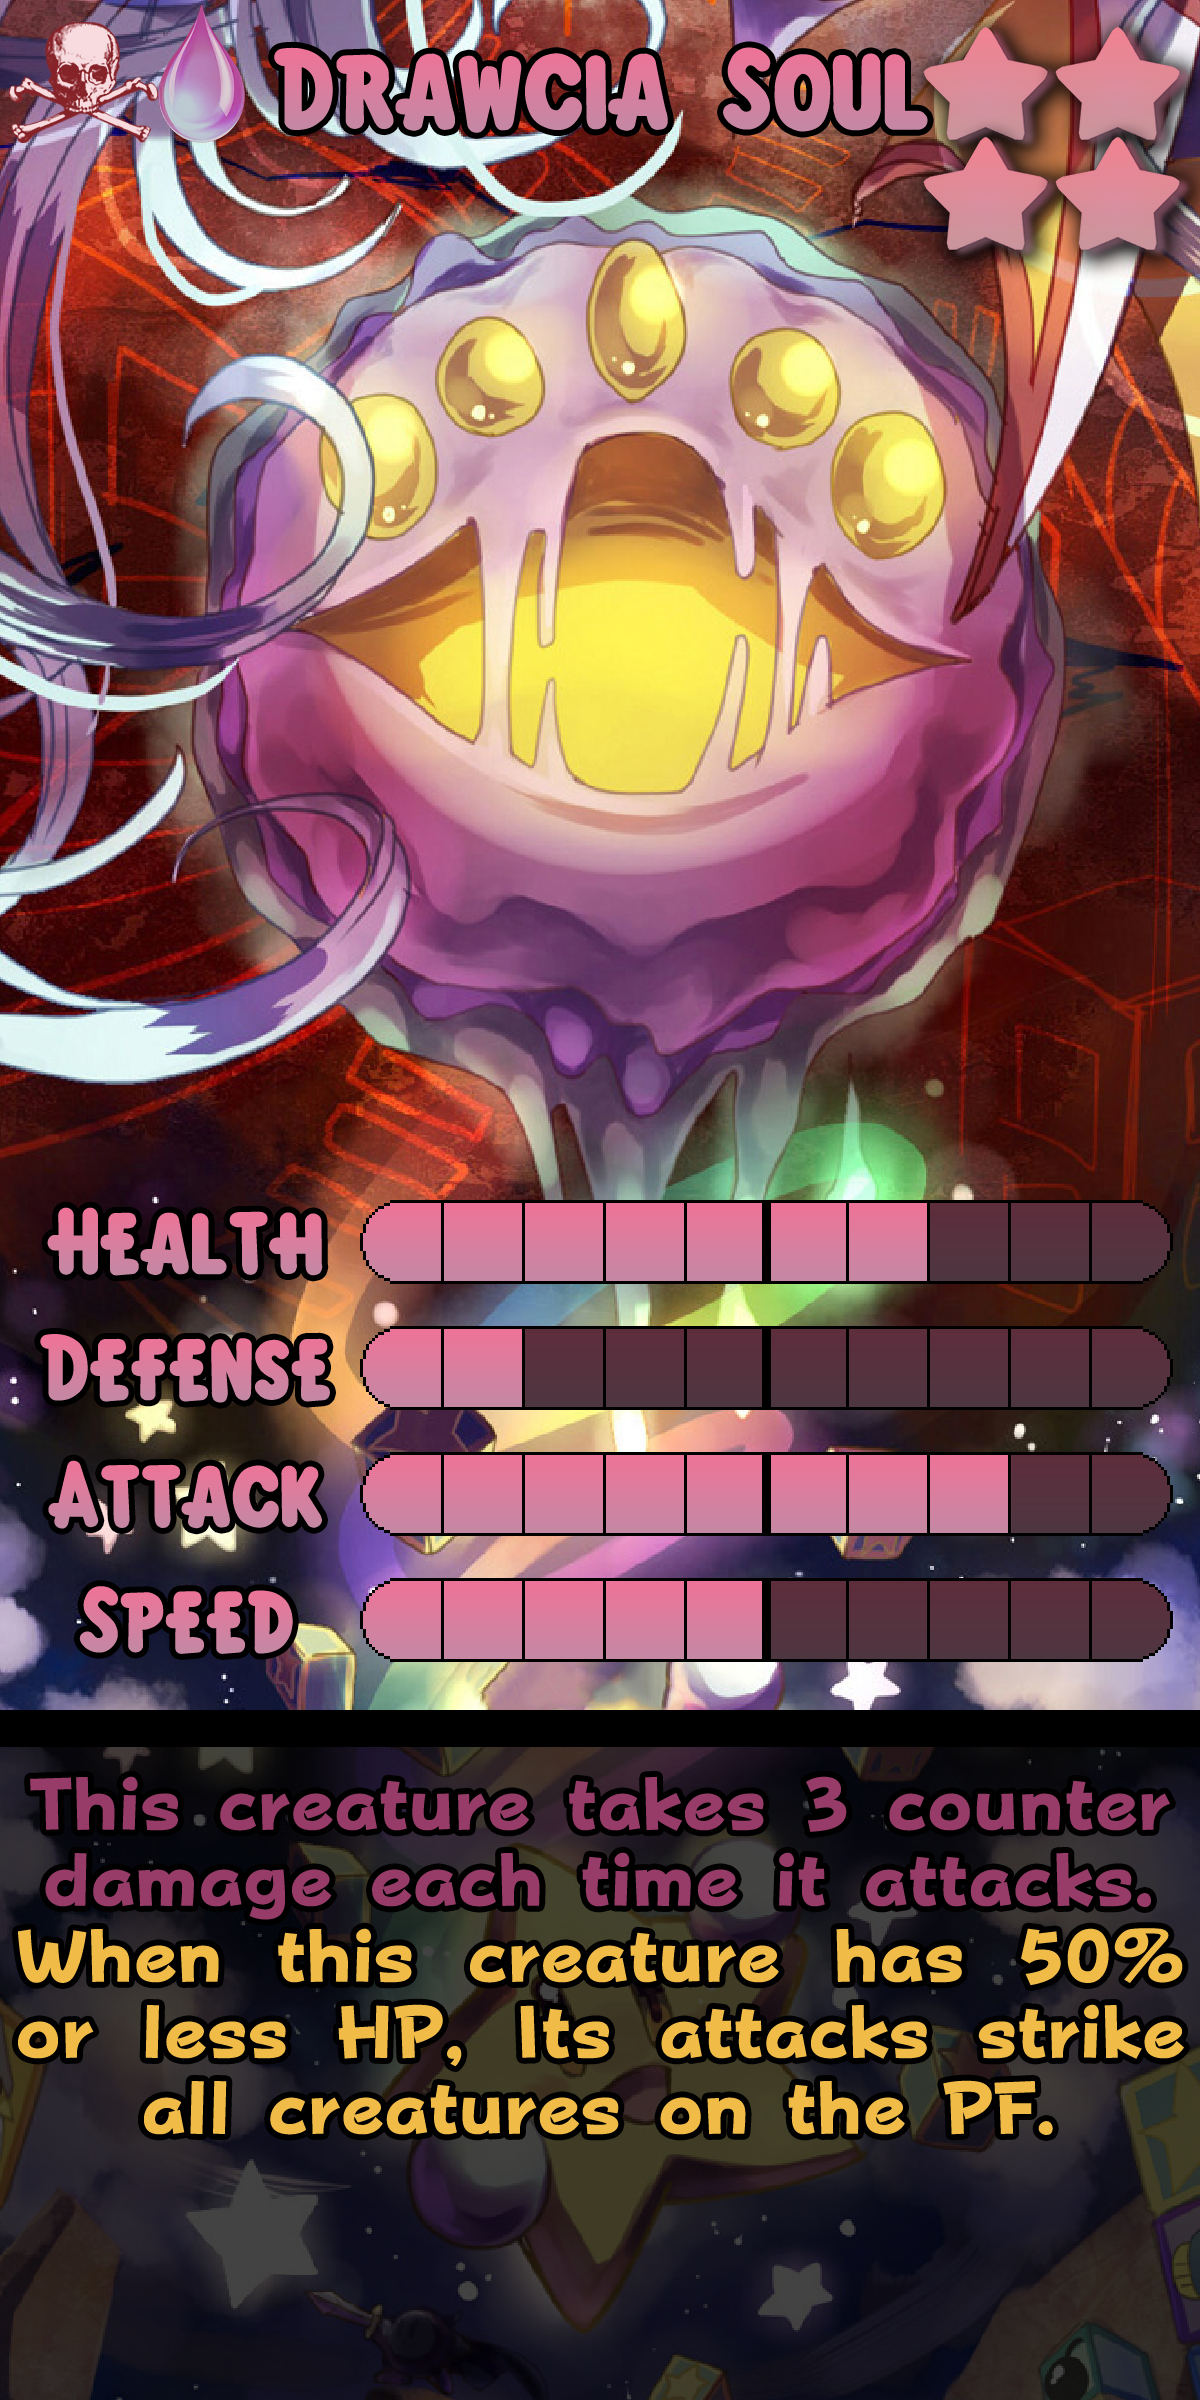 DRAWCIA SOUL
HEALTH
DEFENSE
ATTACK
SPEED
This creature takes 3 counter
damage each time it attacks.
When this creature has 50%
or less HP, Its attacks strike
all creatures on the PF.